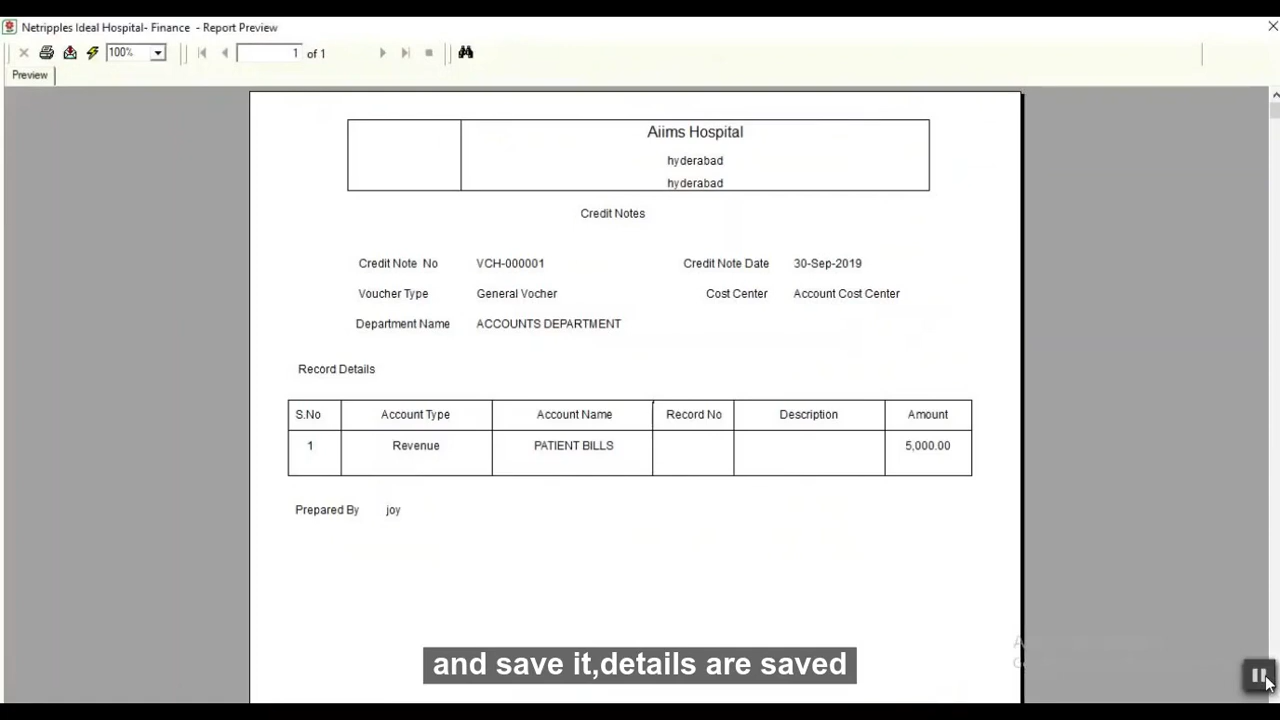 Netripples Ideal Hospital- Finance - Report Preview
100% 1 of 1
Preview
Aiims Hospital
hyderabad
hyderabad
Credit Notes
Credit Note No VCH-000001 Credit Note Date 30-Sep-2019
Voucher Type General Vocher Cost Center Account Cost Center
Department Name ACCOUNTS DEPARTMENT
Record Details
S.No Account Type Account Name Record No Description Amount
1 Revenue PATIENT BILLS 5,000.00
Prepared By joy
and save it,details are saved